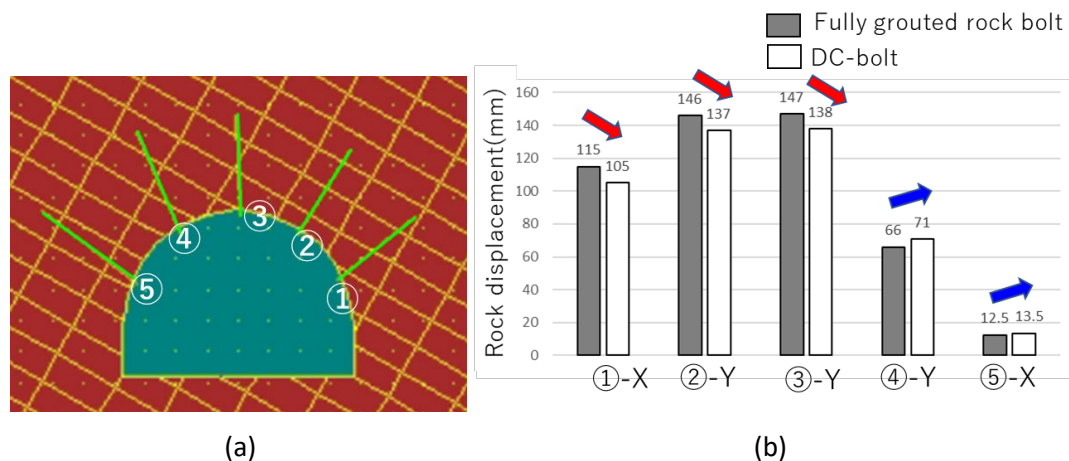 Fully grouted rock bolt
DC-bolt
③
④
②
⑤
①
(a)
Rock displacement(mm)
160
140
120
100
80
60
40
20
0
115
105
146
137
147
138
66
71
12.5
13.5
①-X
②-Y
③-Y
④-Y
⑤-X
(b)